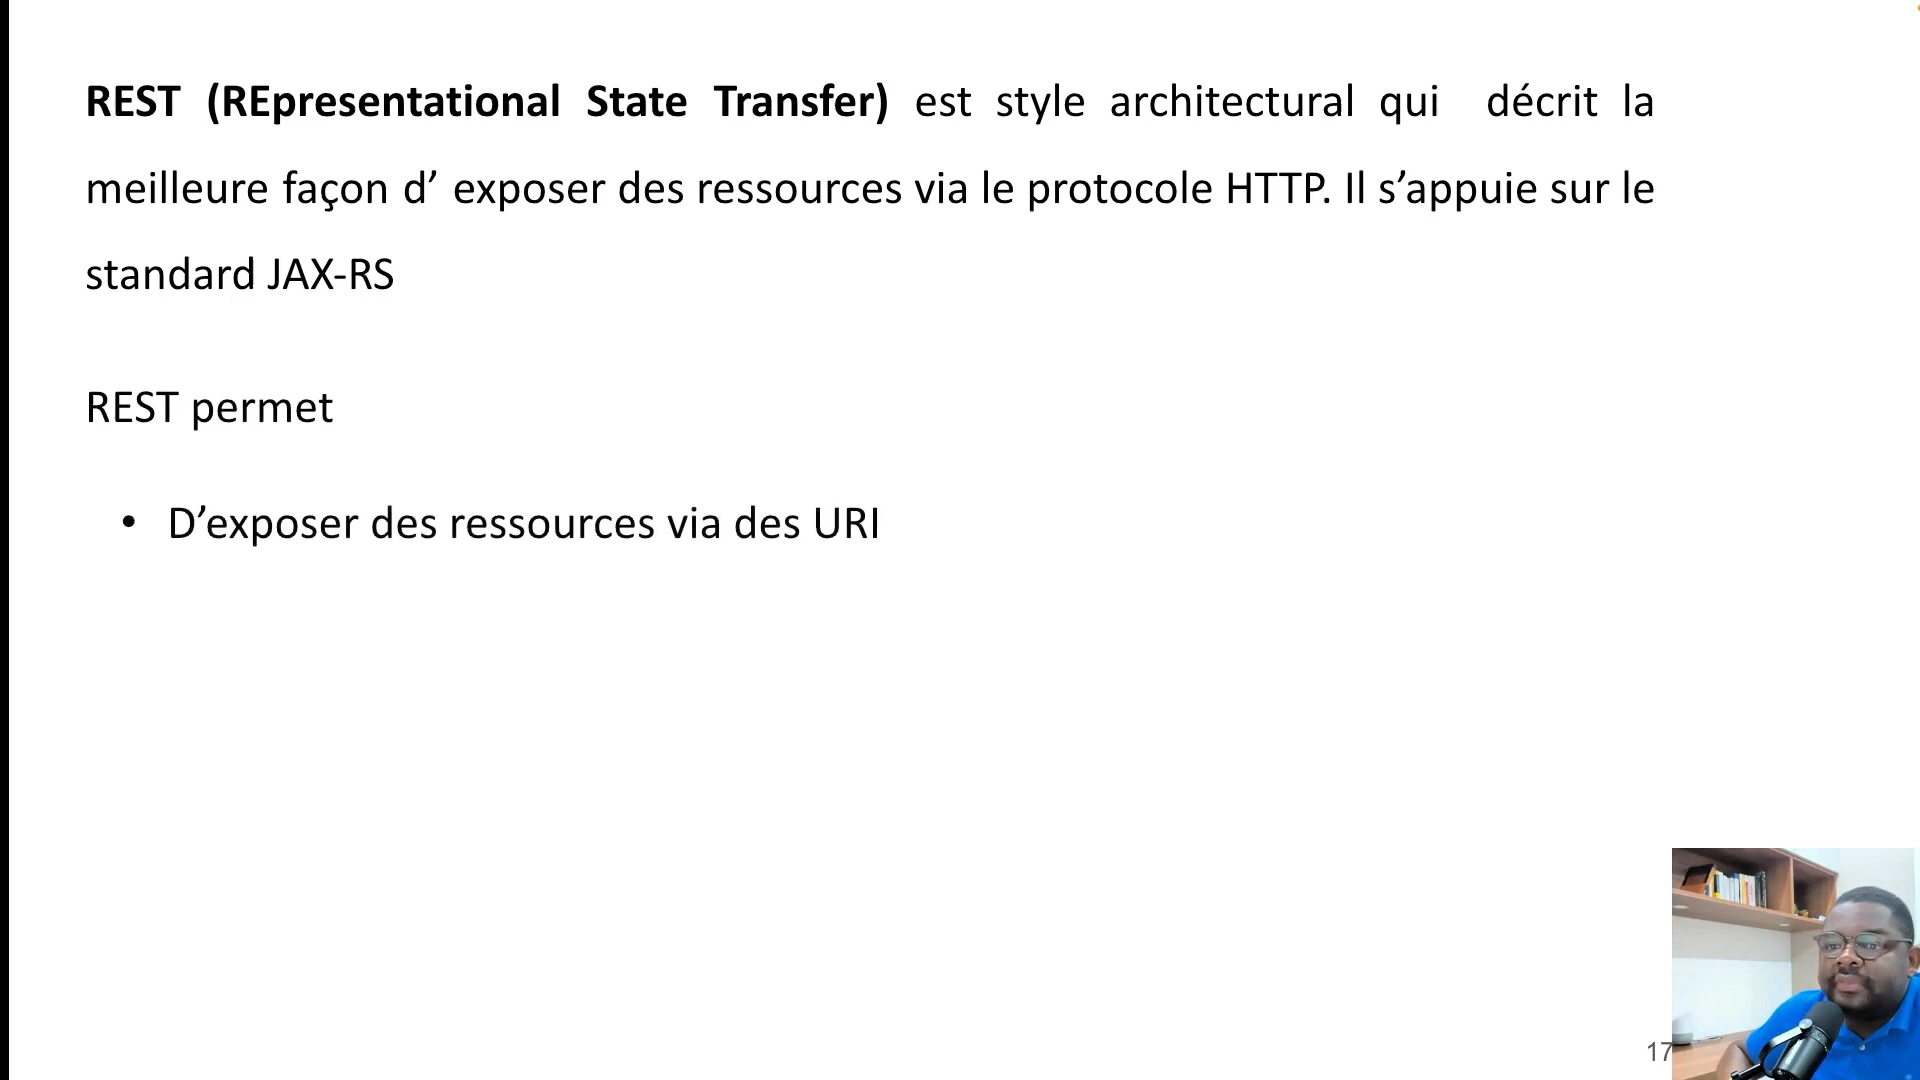 REST (REpresentational State Transfer) est style architectural qui décrit la
meilleure façon d’ exposer des ressources via le protocole HTTP. Il s’appuie sur le
standard JAX-RS
REST permet
• D’exposer des ressources via des URI
17